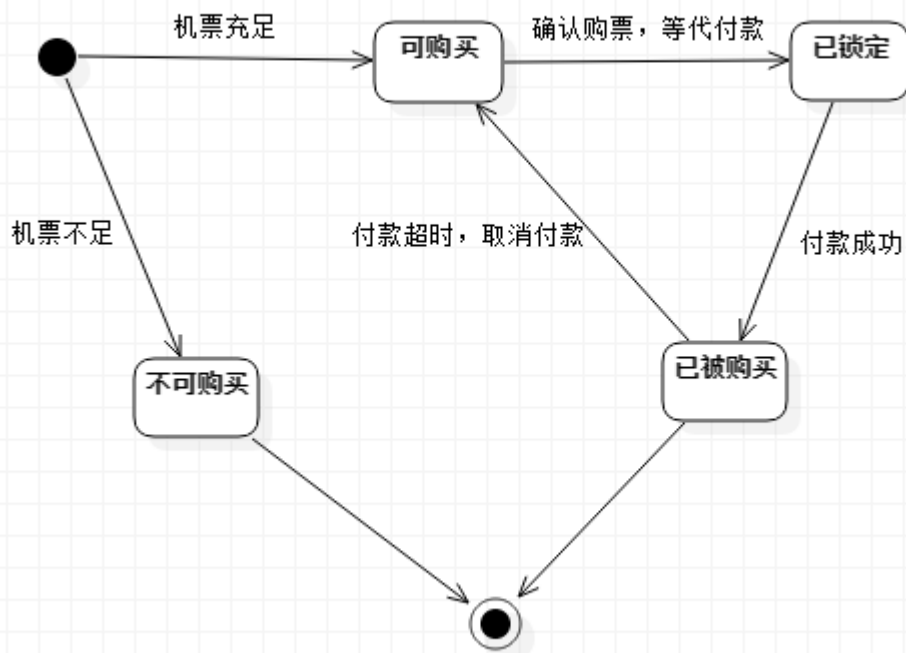 机票充足
确认购票，等代付款
可购买
已锁定
机票不足
付款超时，取消付款
付款成功
不可购买
已被购买